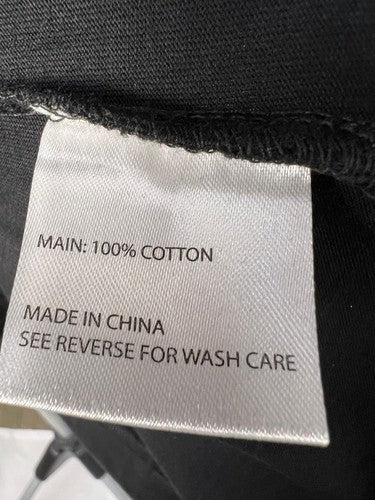 MAIN: 100% COTTON
MADE IN CHINA
SEE REVERSE FOR WASH CARE